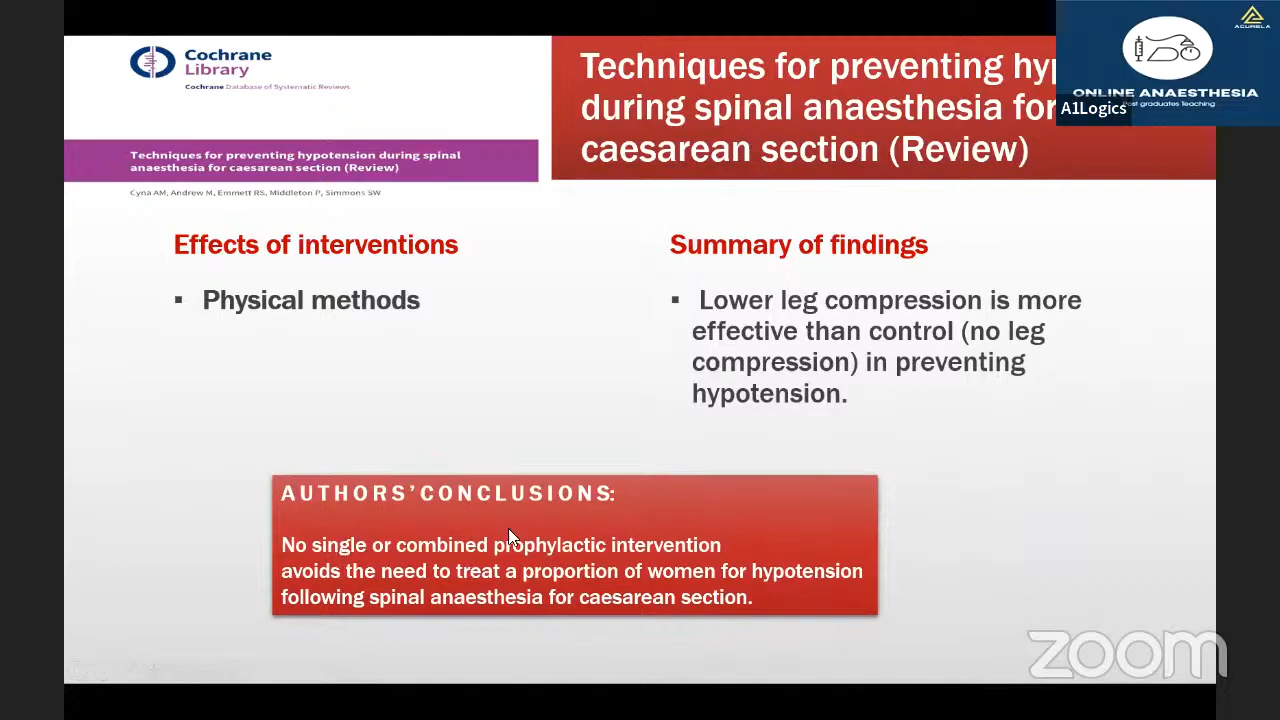 Cochrane
Library
Cochrane Database of Systematic Reviews
Techniques for preventing hypotension during spinal
anaesthesia for caesarean section (Review)
Cyna AM, Andrew M, Emmett RS, Middleton P, Simmons SW
Techniques for preventing
during spinal anaesthesia for
caesarean section (Review)
ACURELA
ONLINE ANAESTHESIA
Post graduates Teaching
A1Logics
Effects of interventions
▪ Physical methods
Summary of findings
▪ Lower leg compression is more
effective than control (no leg
compression) in preventing
hypotension.
AUTHORS’CONCLUSIONS:
No single or combined prophylactic intervention
avoids the need to treat a proportion of women for hypotension
following spinal anaesthesia for caesarean section.
zoom